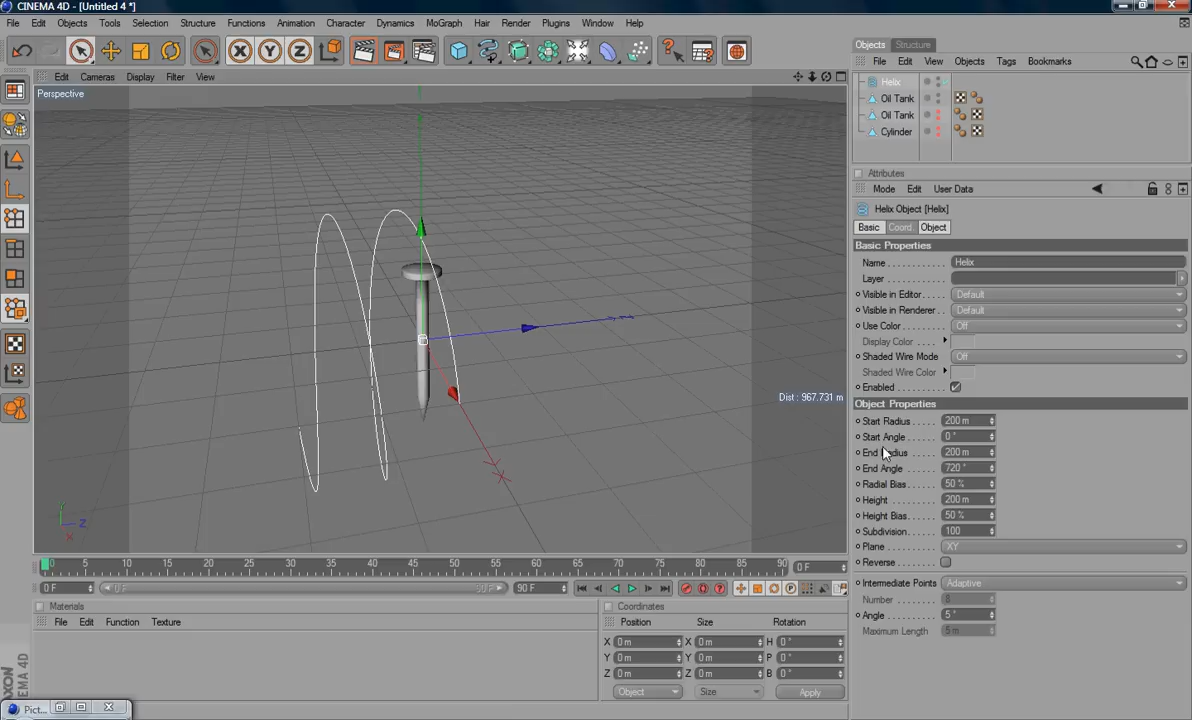 CINEMA 4D - [Untitled 4 *]
File Edit Objects Tools Selection Structure Functions Animation Character Dynamics MoGraph Hair Render Plugins Window Help
Edit Cameras Display Filter View
Perspective
Dist : 967.731 m
Y
Z
X
Objects Structure
File Edit View Objects Tags Bookmarks
Helix
Oil Tank
Oil Tank
Cylinder
Attributes
Mode Edit User Data
Helix Object [Helix]
Basic Coord. Object
Basic Properties
Name Helix
Layer
Visible in Editor Default
Visible in Renderer Default
Use Color Off
Display Color
Shaded Wire Mode Off
Shaded Wire Color
Enabled
Object Properties
Start Radius 200 m
Start Angle 0 °
End Radius 200 m
End Angle 720 °
Radial Bias 50 %
Height 200 m
Height Bias 50 %
Subdivision 100
Plane XY
Reverse
Intermediate Points Adaptive
Number 8
Angle 5 °
Maximum Length 5 m
0 5 10 15 20 25 30 35 40 45 50 55 60 65 70 75 80 85 90 0 F
0 F 0 F 90 F 90 F
Materials
File Edit Function Texture
Coordinates
Position Size Rotation
X 0 m X 0 m H 0 °
Y 0 m Y 0 m P 0 °
Z 0 m Z 0 m B 0 °
Object Size Apply
MAXON
CINEMA 4D
Pict...